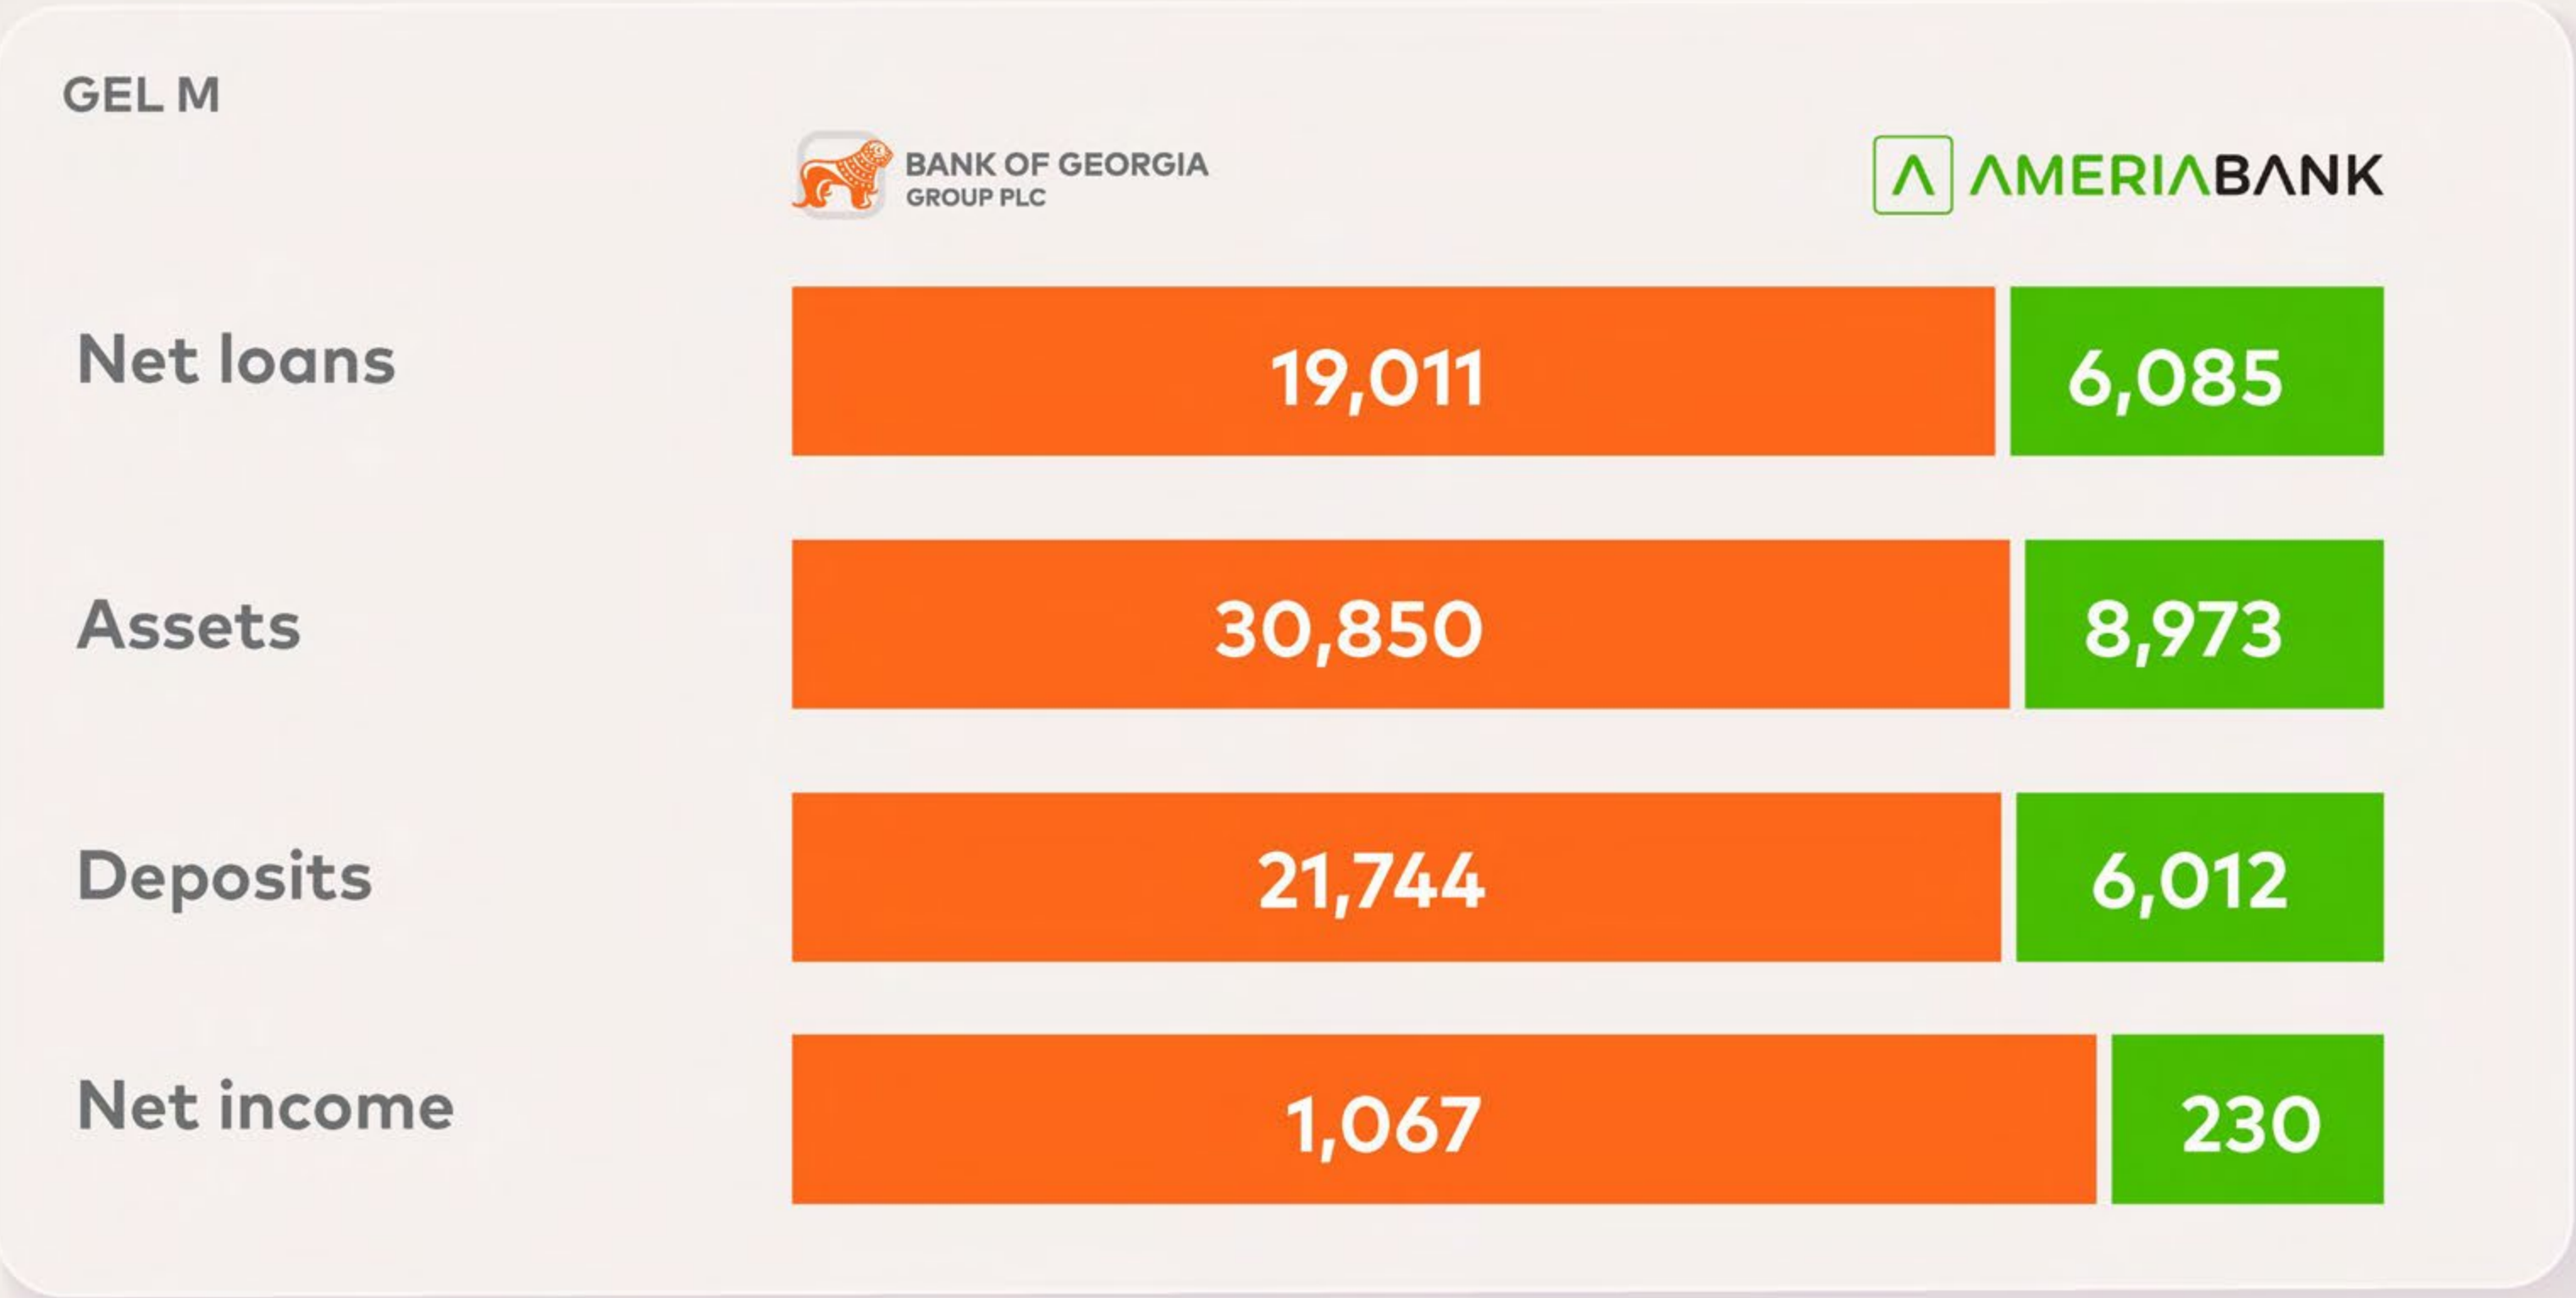 GEL M
BANK OF GEORGIA
GROUP PLC
AMERIABANK
Net loans
19,011
6,085
Assets
30,850
8,973
Deposits
21,744
6,012
Net income
1,067
230